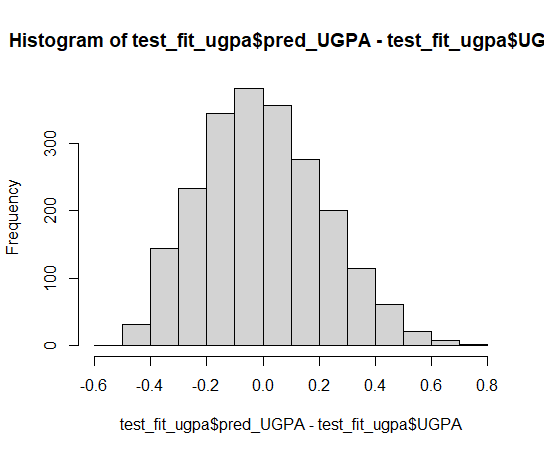 Histogram of test_fit_ugpa$pred_UGPA - test_fit_ugpa$UG
Frequency
300
200
100
0
-0.6 -0.4 -0.2 0.0 0.2 0.4 0.6 0.8
test_fit_ugpa$pred_UGPA - test_fit_ugpa$UGPA